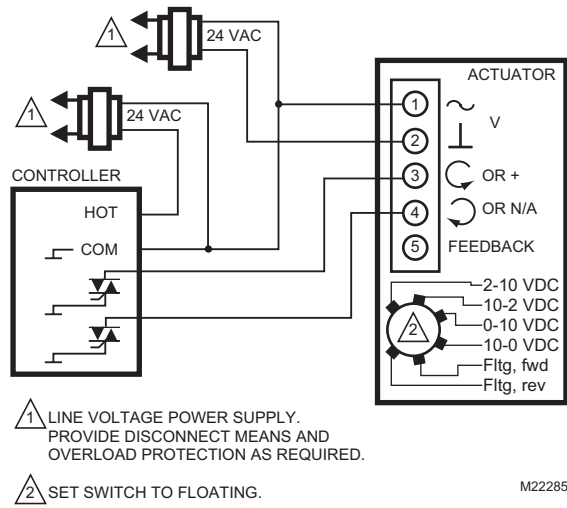 1
24 VAC
1
24 VAC
CONTROLLER
HOT
COM
ACTUATOR
1
V
2
3 OR +
4 OR N/A
5 FEEDBACK
2-10 VDC
10-2 VDC
0-10 VDC
2
10-0 VDC
Fltg, fwd
Fltg, rev
1 LINE VOLTAGE POWER SUPPLY.
PROVIDE DISCONNECT MEANS AND
OVERLOAD PROTECTION AS REQUIRED.
2 SET SWITCH TO FLOATING.
M22285